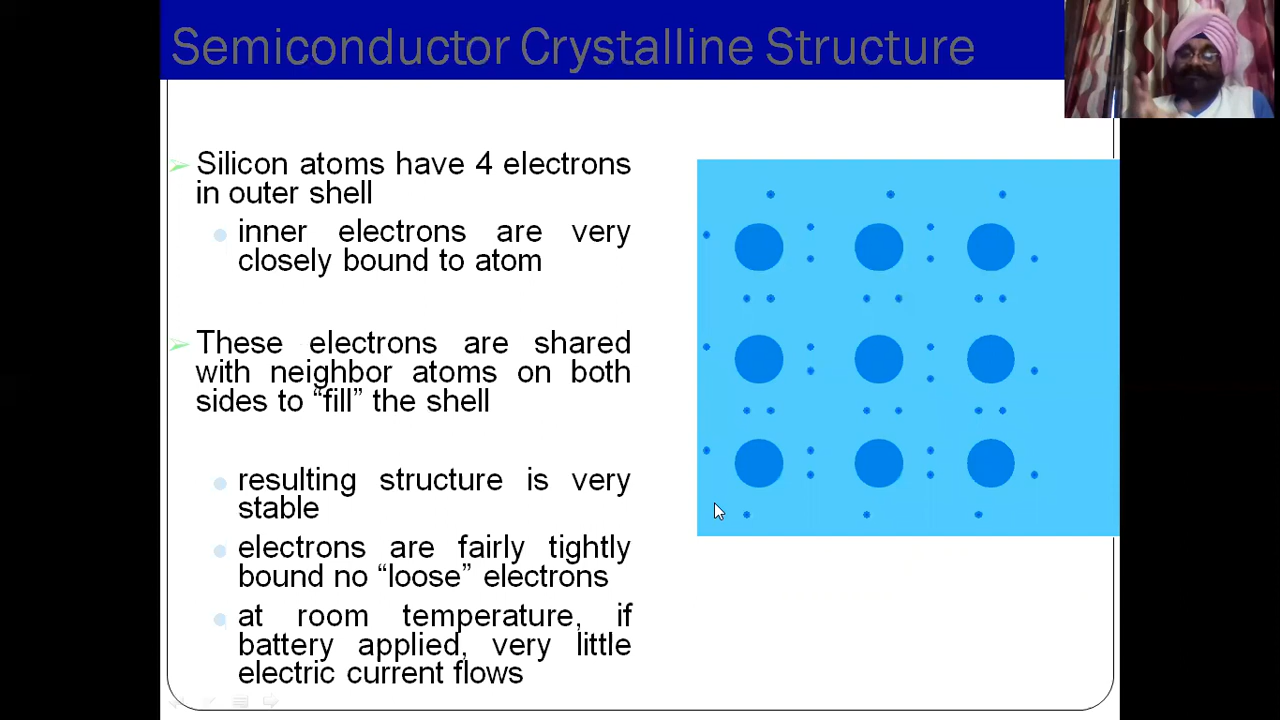 Semiconductor Crystalline Structure
Silicon atoms have 4 electrons
in outer shell
inner electrons are very
closely bound to atom
These electrons are shared
with neighbor atoms on both
sides to “fill” the shell
resulting structure is very
stable
electrons are fairly tightly
bound no “loose” electrons
at room temperature, if
battery applied, very little
electric current flows